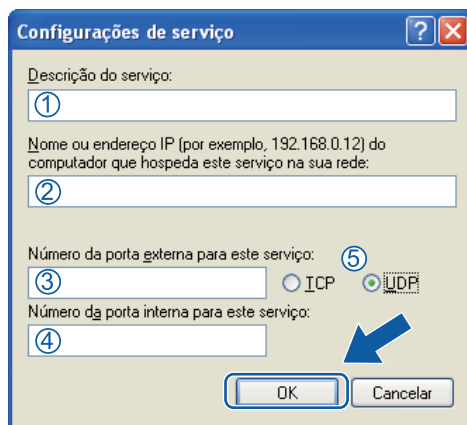 Configurações de serviço
Descrição do serviço:
①
Nome ou endereço IP (por exemplo, 192.168.0.12) do
computador que hospeda este serviço na sua rede:
②
Número da porta externa para este serviço: ⑤
③ TCP UDP
Número da porta interna para este serviço:
④
OK Cancelar